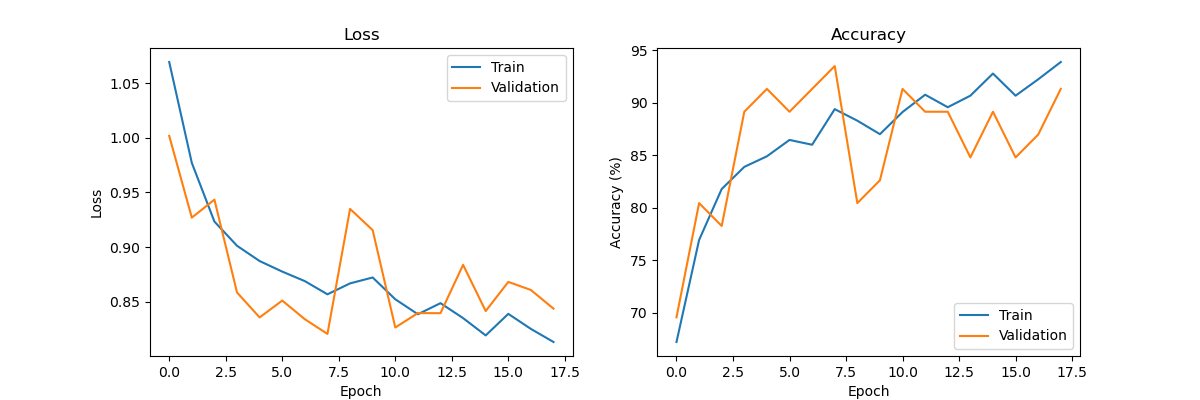 Loss
Train
Validation
1.05
1.00
0.95
0.90
0.85
Loss
0.0 2.5 5.0 7.5 10.0 12.5 15.0 17.5
Epoch
Accuracy
95
90
85
80
75
70
Accuracy (%)
Train
Validation
0.0 2.5 5.0 7.5 10.0 12.5 15.0 17.5
Epoch